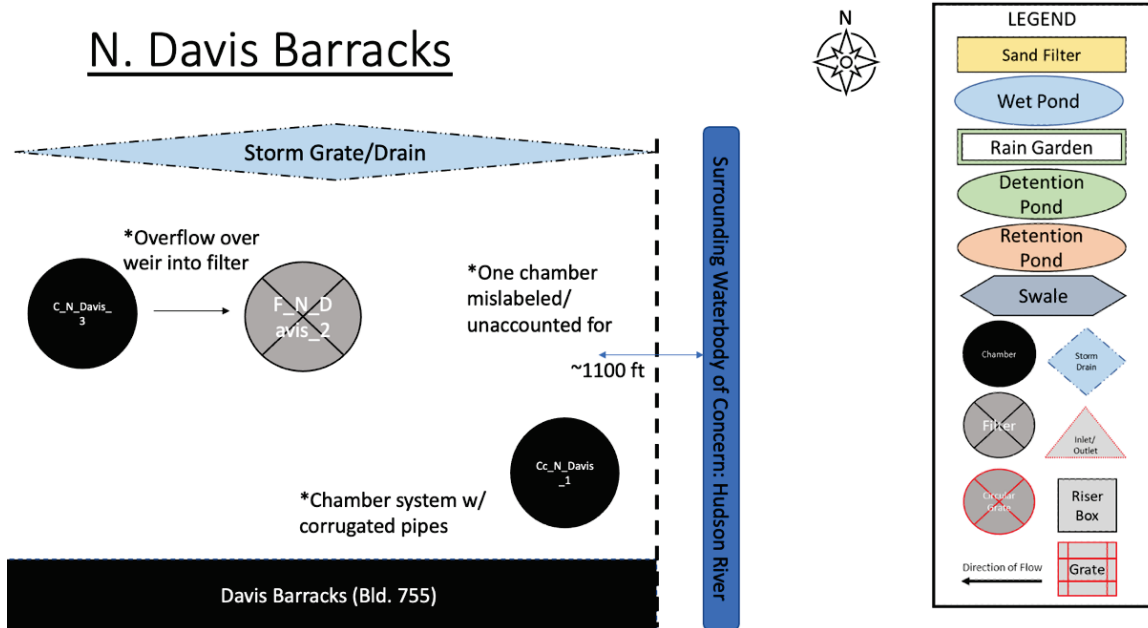 N. Davis Barracks
N
Storm Grate/Drain
*Overflow over
weir into filter
C_N_Davis_
3
F_N_D
avis_2
*One chamber
mislabeled/
unaccounted for
~1100 ft
Cc_N_Davis
_1
*Chamber system w/
corrugated pipes
Davis Barracks (Bld. 755)
Surrounding Waterbody of Concern: Hudson River
LEGEND
Sand Filter
Wet Pond
Rain Garden
Detention
Pond
Retention
Pond
Swale
Chamber
Storm
Drain
Filter
Inlet/
Outlet
Circular
Grate
Riser
Box
Direction of Flow
Grate